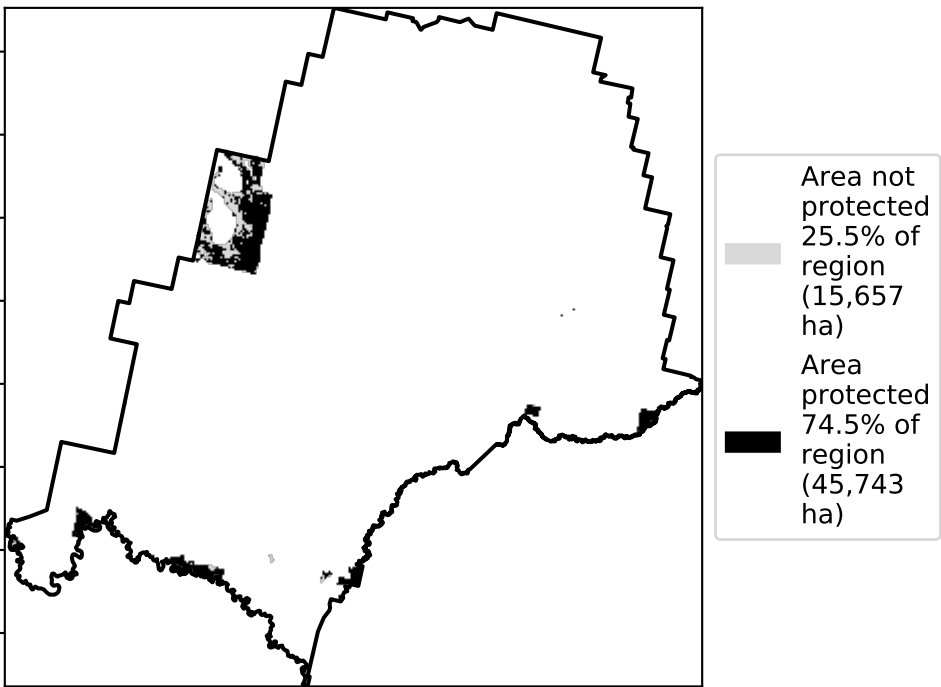 Area not
protected
25.5% of
region
(15,657
ha)
Area
protected
74.5% of
region
(45,743
ha)